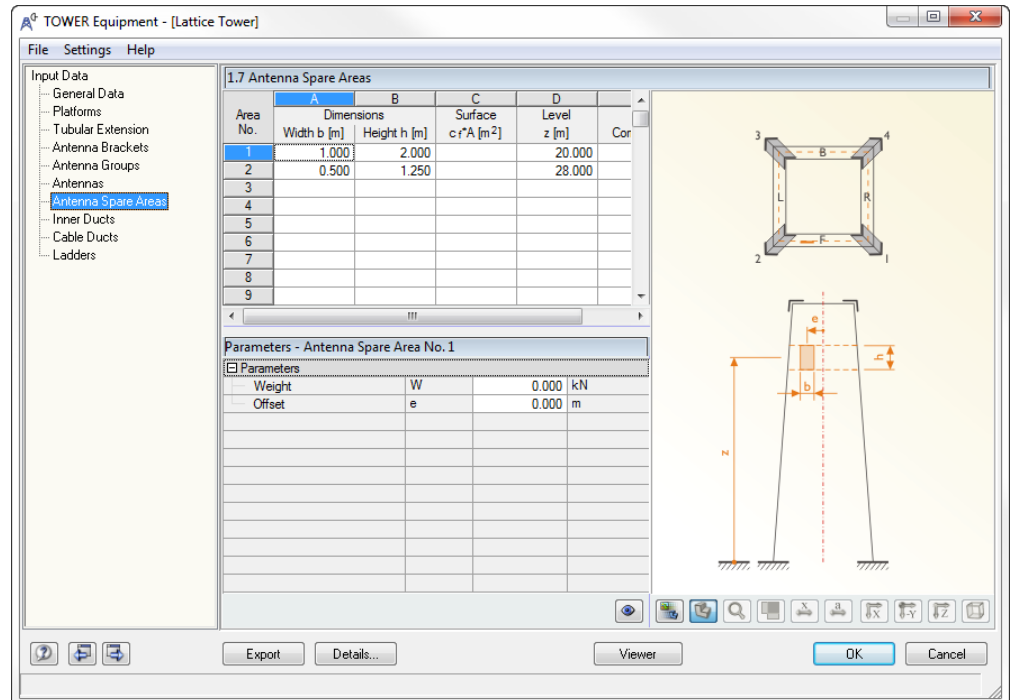 TOWER Equipment - [Lattice Tower]
File Settings Help
Input Data
General Data
Platforms
Tubular Extension
Antenna Brackets
Antenna Groups
Antennas
Antenna Spare Areas
Inner Ducts
Cable Ducts
Ladders
1.7 Antenna Spare Areas
A B C D
Area Dimensions Surface Level
No. Width b [m] Height h [m] c f*A [m2] z [m] Cor
1 1.000 2.000 20.000
2 0.500 1.250 28.000
3
4
5
6
7
8
9
Parameters - Antenna Spare Area No. 1
Parameters
Weight W 0.000 kN
Offset e 0.000 m
3 4
B
L R
F
2 1
e
h
b
z
x a X -Y Z
Export Details... Viewer OK Cancel